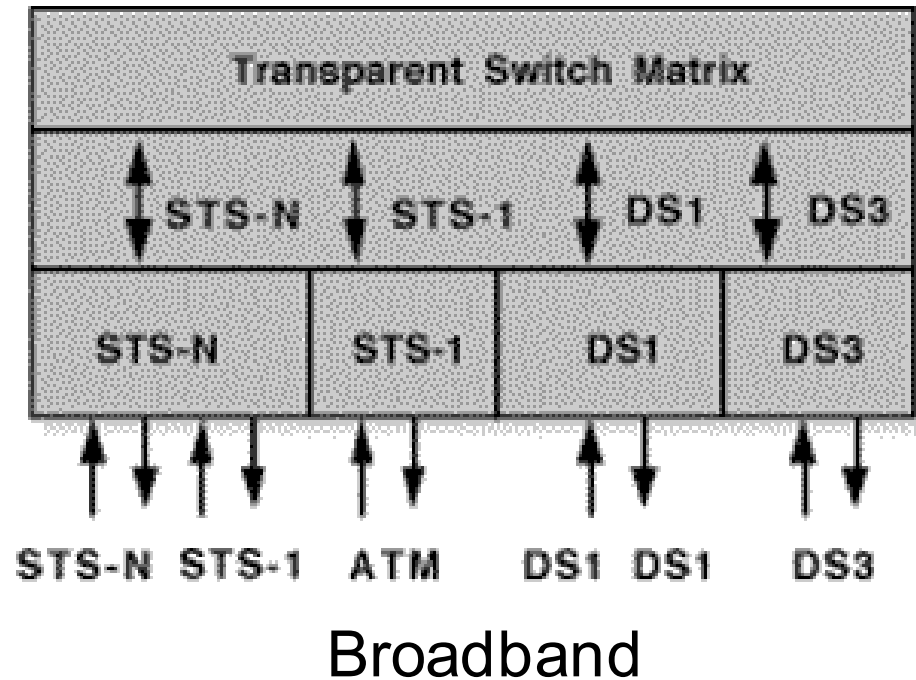 Transparent Switch Matrix
STS-N STS-1 DS1 DS3
STS-N STS-1 DS1 DS3
STS-N STS-1 ATM DS1 DS1 DS3
Broadband